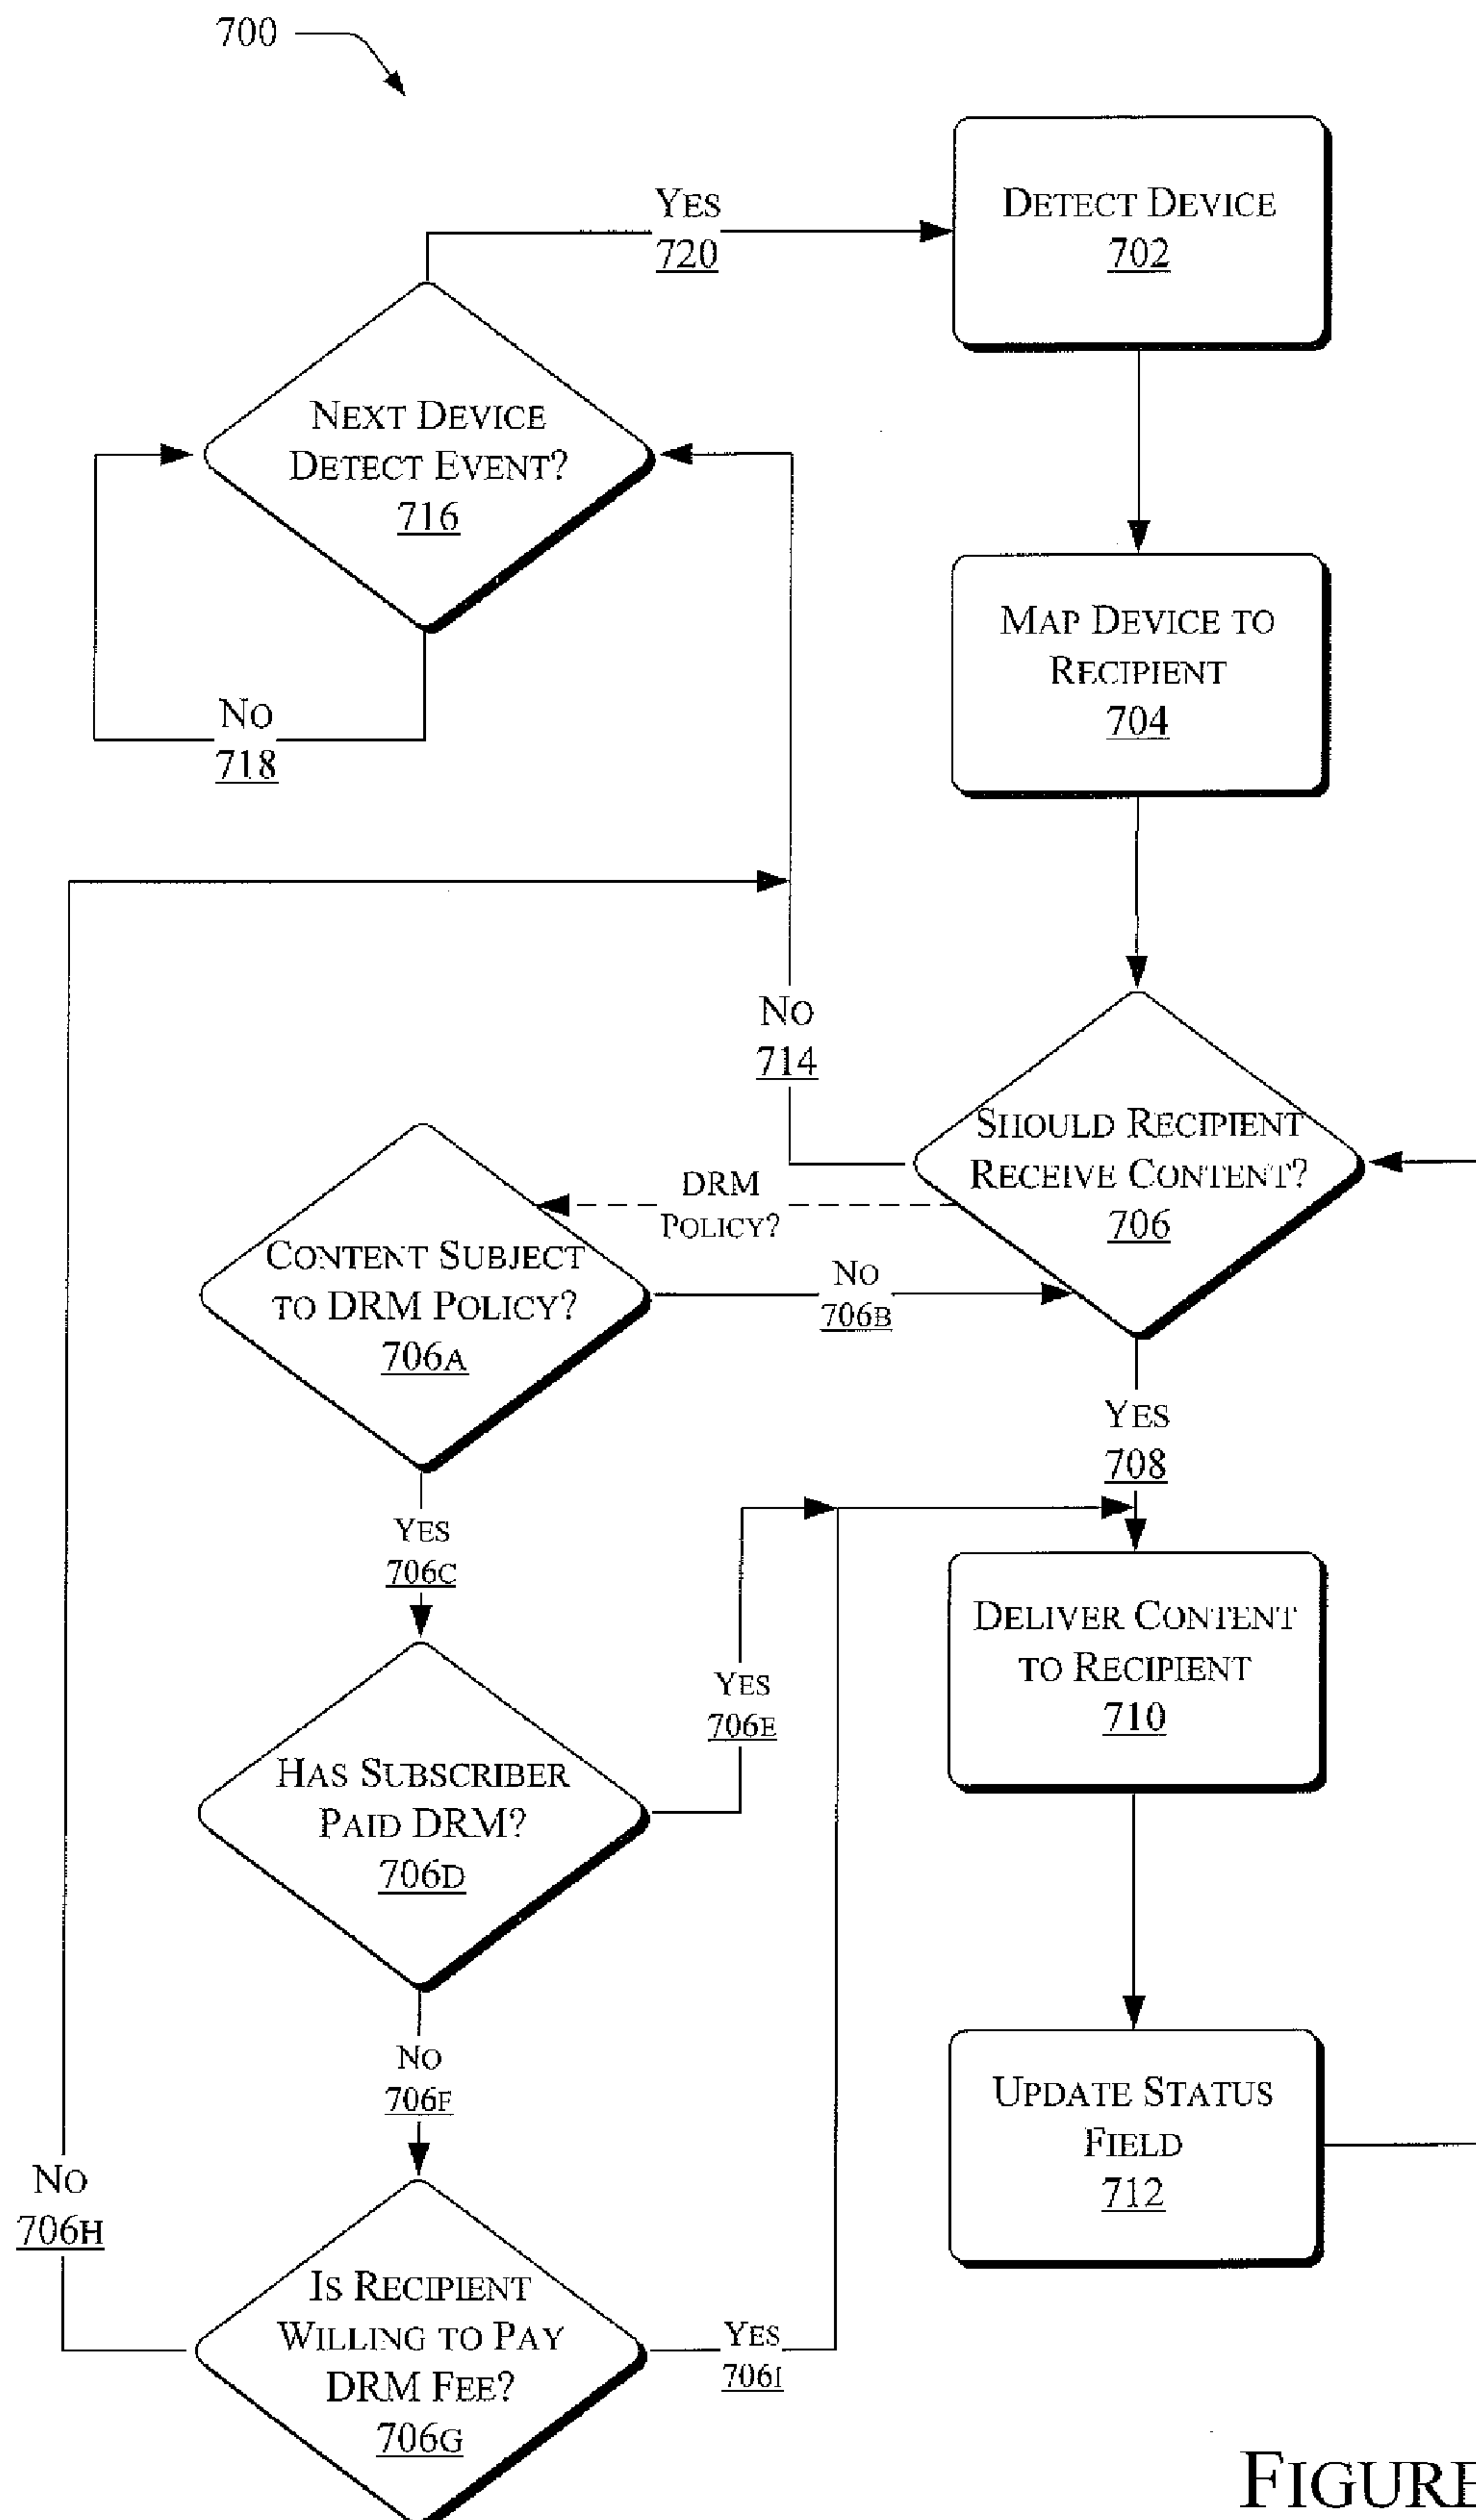 700
YES
720
DETECT DEVICE
702
NEXT DEVICE
DETECT EVENT?
716
NO
718
MAP DEVICE TO
RECIPIENT
704
NO
714
SHOULD RECIPIENT
RECEIVE CONTENT?
706
DRM
POLICY?
CONTENT SUBJECT
TO DRM POLICY?
706A
NO
706B
YES
708
YES
706C
DELIVER CONTENT
TO RECIPIENT
710
YES
706E
HAS SUBSCRIBER
PAID DRM?
706D
NO
706F
UPDATE STATUS
FIELD
712
NO
706H
IS RECIPIENT
WILLING TO PAY
DRM FEE?
706G
YES
706I
FIGURE